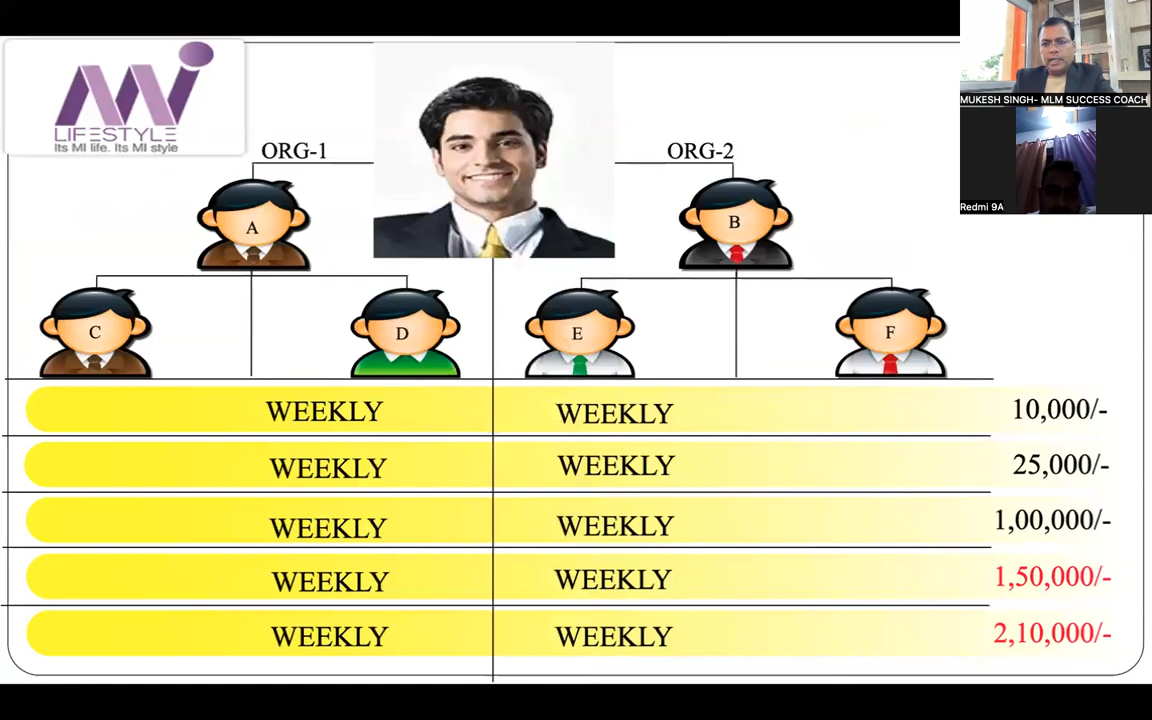 MI
LIFESTYLE
Its MI life. Its MI style
MUKESH SINGH- MLM SUCCESS COACH
Redmi 9A
ORG-1
ORG-2
A
B
C
D
E
F
WEEKLY WEEKLY 10,000/-
WEEKLY WEEKLY 25,000/-
WEEKLY WEEKLY 1,00,000/-
WEEKLY WEEKLY 1,50,000/-
WEEKLY WEEKLY 2,10,000/-